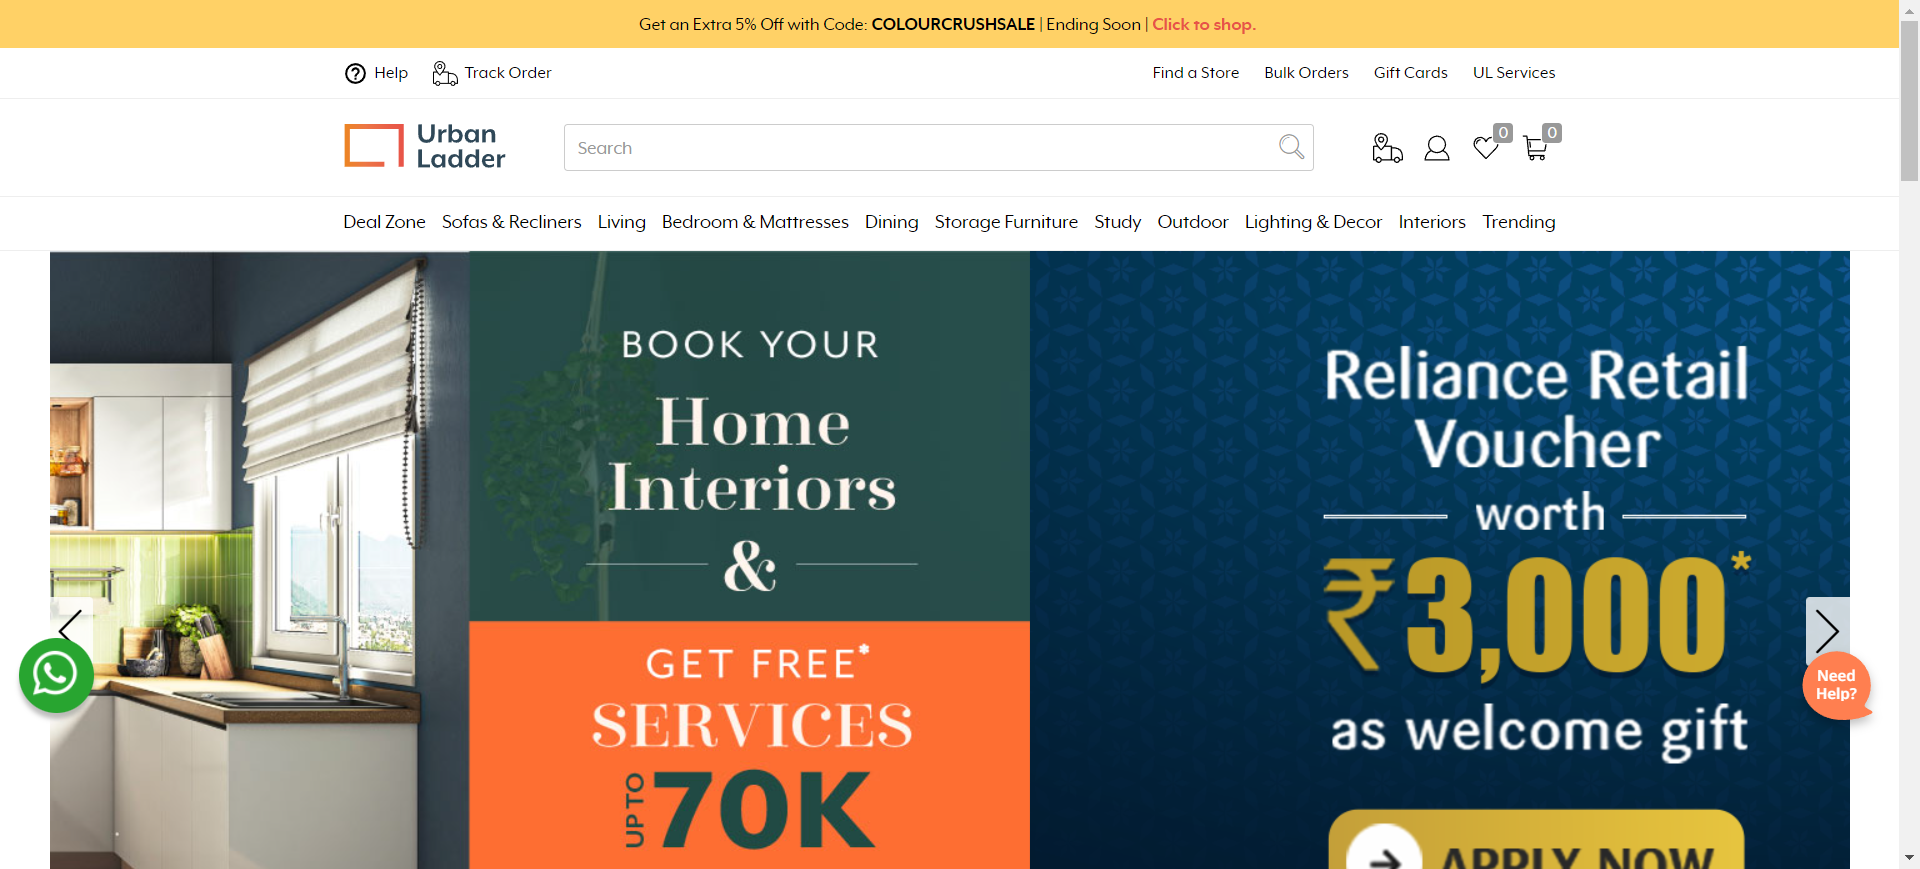 Get an Extra 5% Off with Code: COLOURCRUSHSALE | Ending Soon | Click to shop.
Help Track Order Find a Store Bulk Orders Gift Cards UL Services
Urban
Ladder
Search
0 0
Deal Zone Sofas & Recliners Living Bedroom & Mattresses Dining Storage Furniture Study Outdoor Lighting & Decor Interiors Trending
BOOK YOUR
Home
Interiors
&
GET FREE*
SERVICES
UP TO 70K
Reliance Retail
Voucher
worth
₹3,000*
as welcome gift
APPLY NOW
Need
Help?